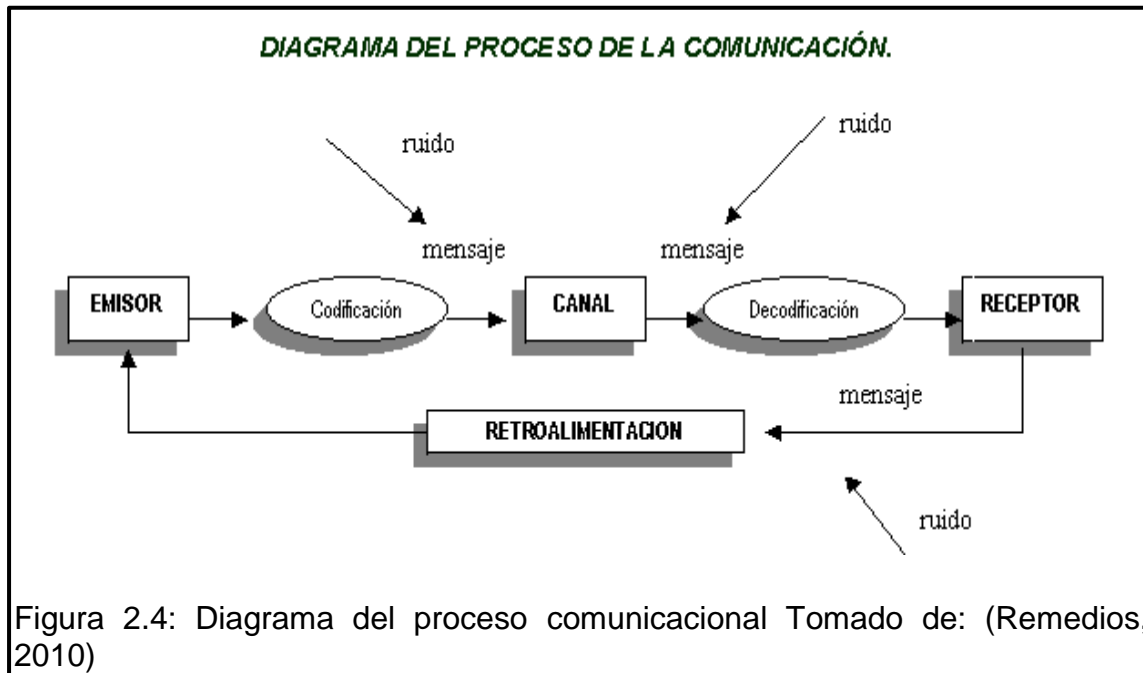 DIAGRAMA DEL PROCESO DE LA COMUNICACIÓN.
ruido
ruido
mensaje
mensaje
EMISOR
Codificación
CANAL
Decodificación
RECEPTOR
mensaje
RETROALIMENTACION
ruido
Figura 2.4: Diagrama del proceso comunicacional Tomado de: (Remedios,
2010)